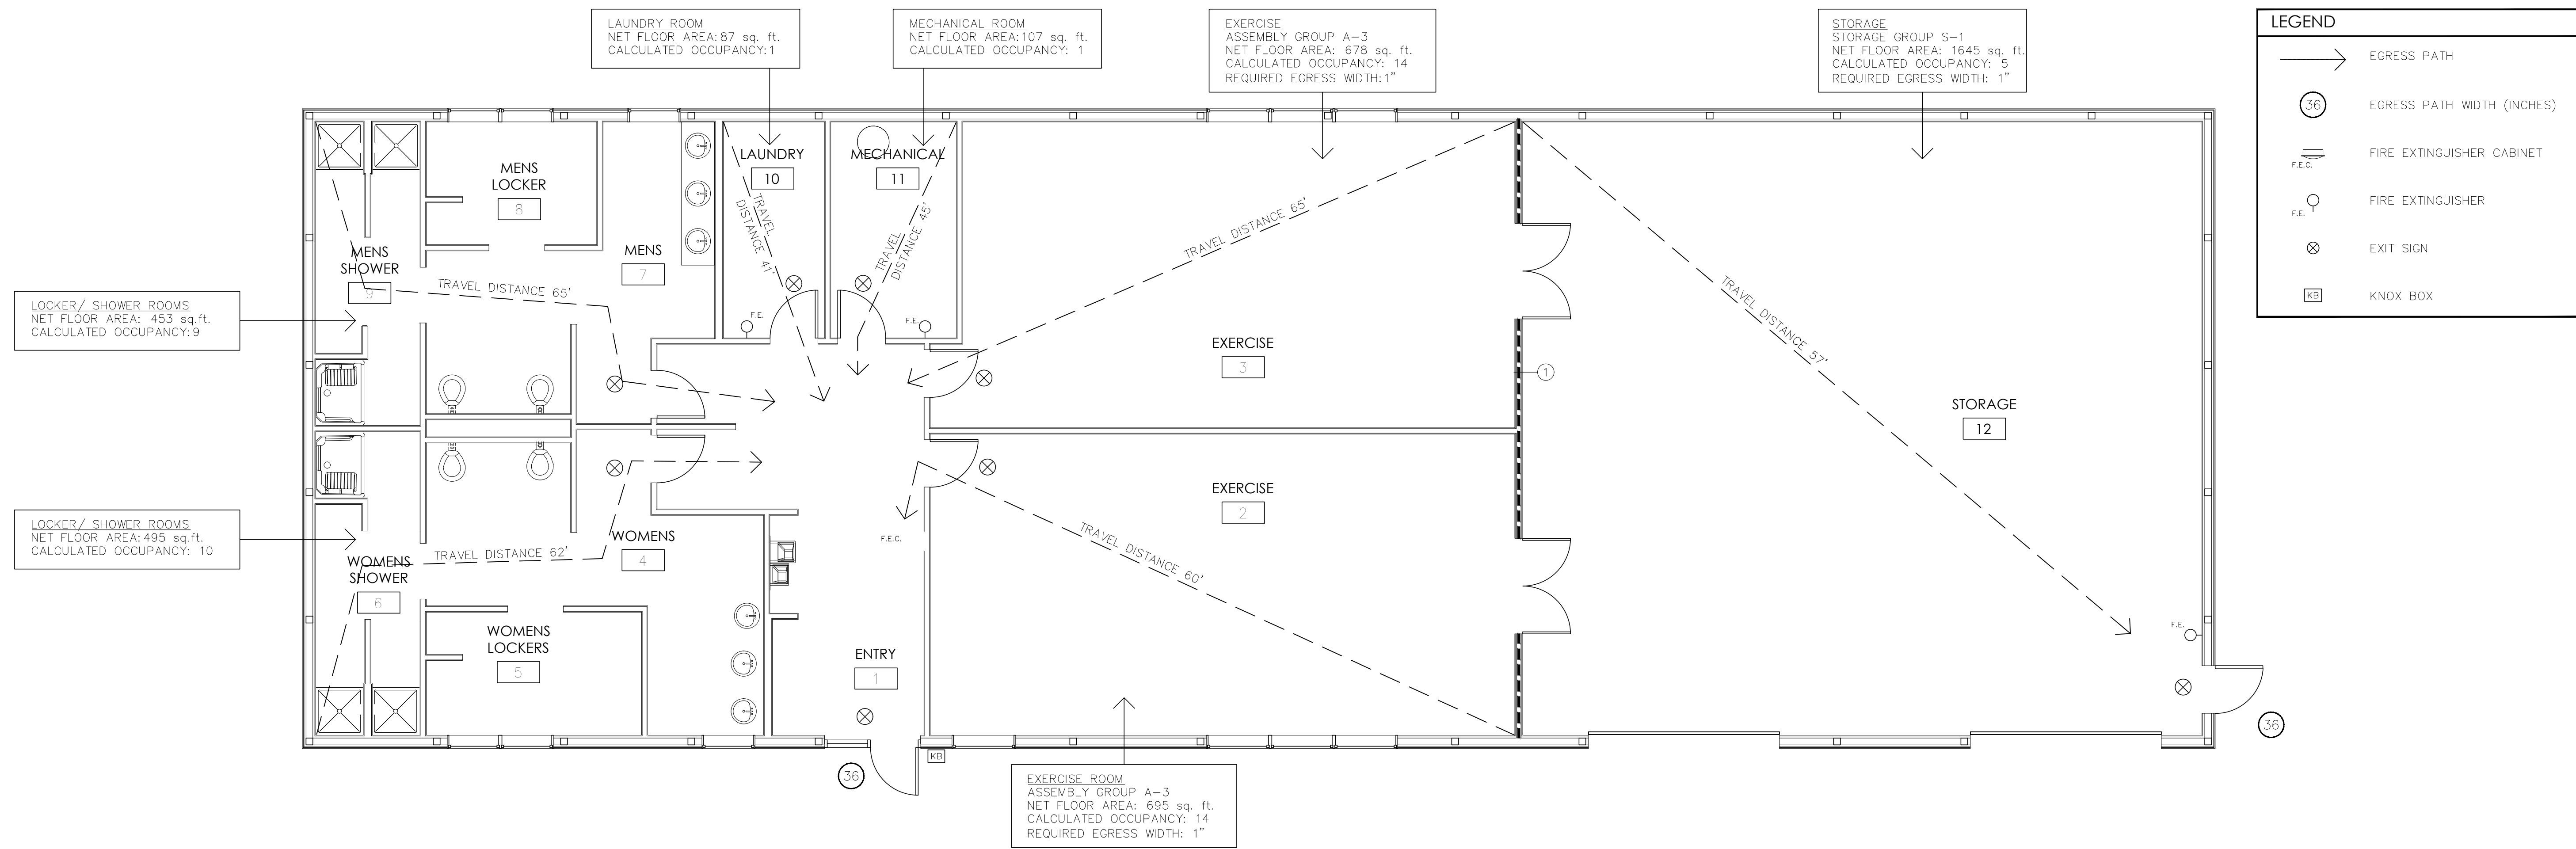 LAUNDRY ROOM
NET FLOOR AREA: 87 sq. ft.
CALCULATED OCCUPANCY: 1
MECHANICAL ROOM
NET FLOOR AREA: 107 sq. ft.
CALCULATED OCCUPANCY: 1
EXERCISE
ASSEMBLY GROUP A-3
NET FLOOR AREA: 678 sq. ft.
CALCULATED OCCUPANCY: 14
REQUIRED EGRESS WIDTH: 1"
STORAGE
STORAGE GROUP S-1
NET FLOOR AREA: 1645 sq. ft.
CALCULATED OCCUPANCY: 5
REQUIRED EGRESS WIDTH: 1"
LEGEND
EGRESS PATH
36
EGRESS PATH WIDTH (INCHES)
F.E.C.
FIRE EXTINGUISHER CABINET
F.E.
FIRE EXTINGUISHER
EXIT SIGN
KB
KNOX BOX
MENS
LOCKER
8
LAUNDRY
10
MECHANICAL
11
TRAVEL
DISTANCE 41'
TRAVEL
DISTANCE 45'
TRAVEL DISTANCE 65'
MENS
SHOWER
9
MENS
7
TRAVEL DISTANCE 65'
F.E.
F.E.
LOCKER/ SHOWER ROOMS
NET FLOOR AREA: 453 sq.ft.
CALCULATED OCCUPANCY: 9
EXERCISE
3
1
TRAVEL DISTANCE 57'
STORAGE
12
EXERCISE
2
LOCKER/ SHOWER ROOMS
NET FLOOR AREA: 495 sq.ft.
CALCULATED OCCUPANCY: 10
TRAVEL DISTANCE 62'
WOMENS
4
F.E.C.
TRAVEL DISTANCE 60'
WOMENS
SHOWER
6
WOMENS
LOCKERS
5
ENTRY
1
F.E.
36
KB
36
EXERCISE ROOM
ASSEMBLY GROUP A-3
NET FLOOR AREA: 695 sq. ft.
CALCULATED OCCUPANCY: 14
REQUIRED EGRESS WIDTH: 1"